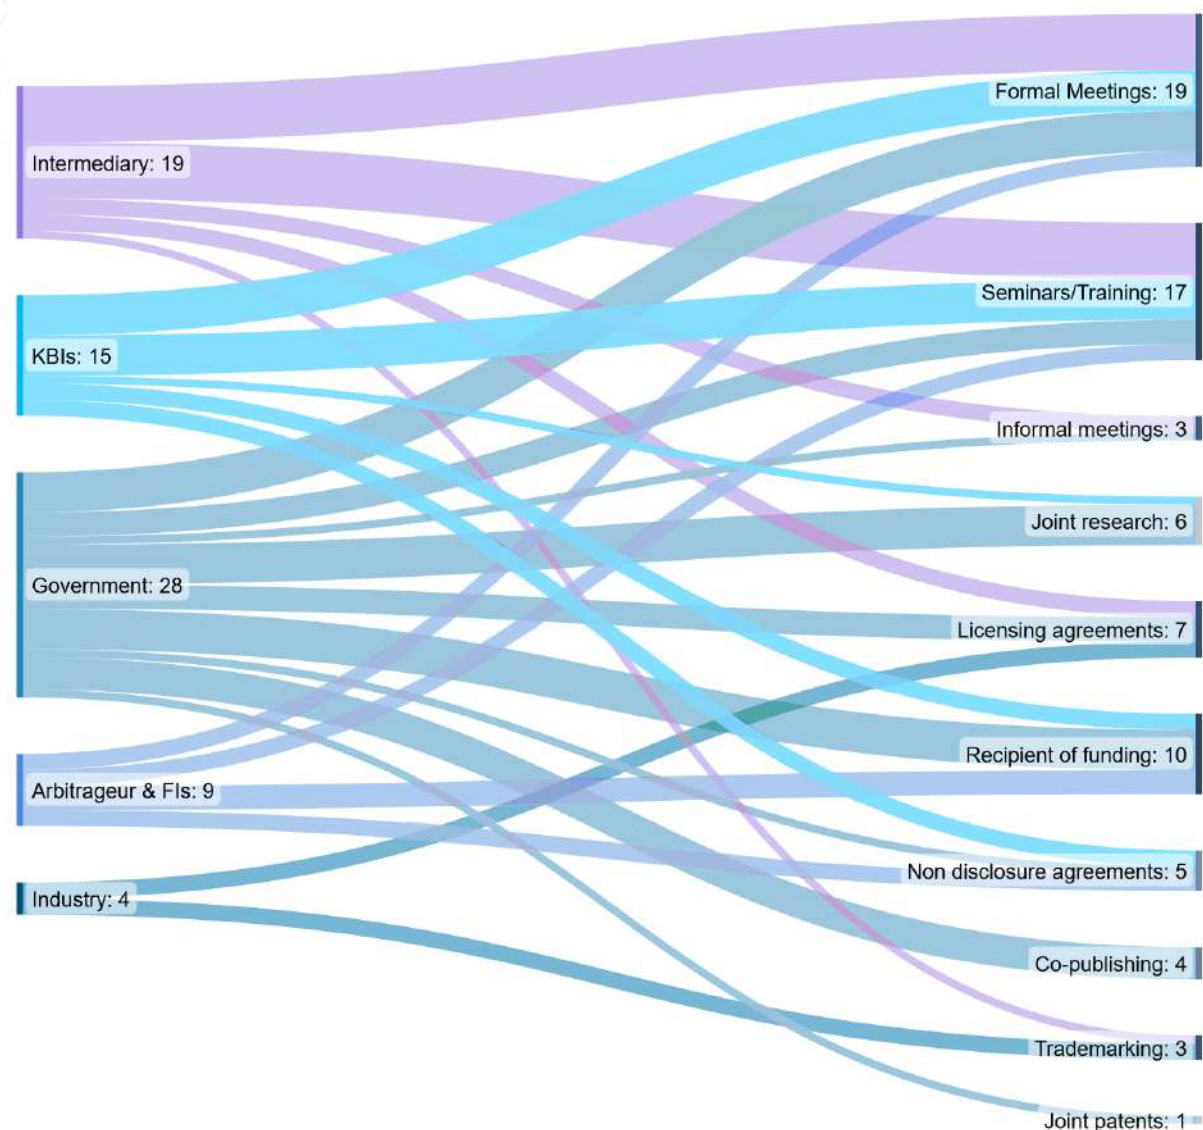 Intermediary: 19
KBIs: 15
Government: 28
Arbitrageur & FIs: 9
Industry: 4
Formal Meetings: 19
Seminars/Training: 17
Informal meetings: 3
Joint research: 6
Licensing agreements: 7
Recipient of funding: 10
Non disclosure agreements: 5
Co-publishing: 4
Trademarking: 3
Joint patents: 1